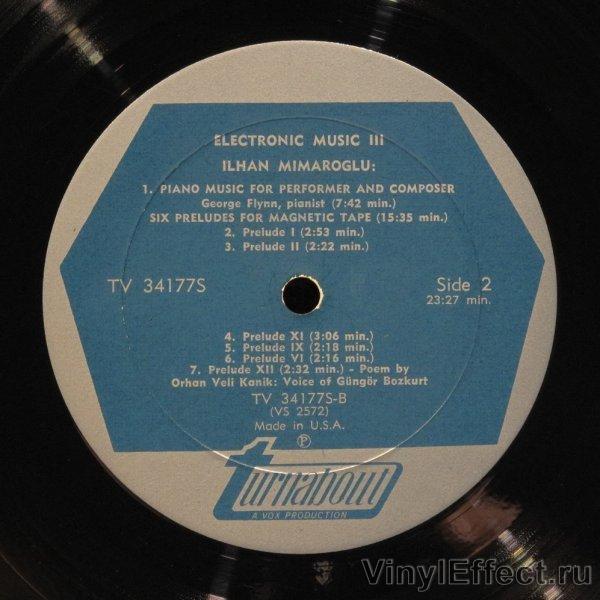 ELECTRONIC MUSIC III
ILHAN MIMAROGLU:
1. PIANO MUSIC FOR PERFORMER AND COMPOSER
George Flynn, pianist (7:42 min.)
SIX PRELUDES FOR MAGNETIC TAPE (15:35 min.)
2. Prelude I (2:53 min.)
3. Prelude II (2:22 min.)
TV 34177S
Side 2
23:27 min.
4. Prelude XI (3:06 min.)
5. Prelude IX (2:18 min.)
6. Prelude VI (2:16 min.)
7. Prelude XII (2:32 min.) - Poem by
Orhan Veli Kanik: Voice of Güngör Bozkurt
TV 34177S-B
(VS 2572)
Made in U.S.A.
Ⓟ
turnabout
A VOX PRODUCTION
VinylEffect.ru